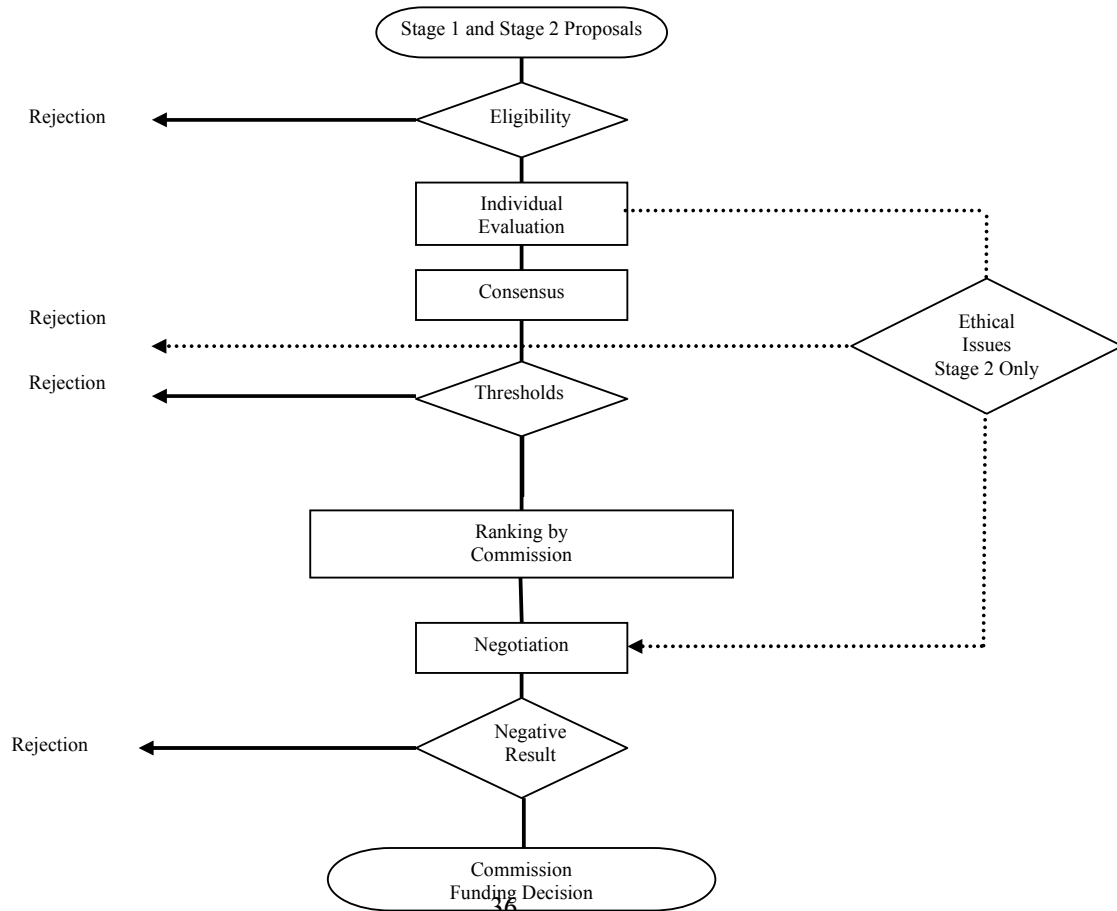 Stage 1 and Stage 2 Proposals
Rejection
Eligibility
Individual
Evaluation
Consensus
Rejection
Ethical
Issues
Stage 2 Only
Rejection
Thresholds
Ranking by
Commission
Negotiation
Rejection
Negative
Result
Commission
Funding Decision
36